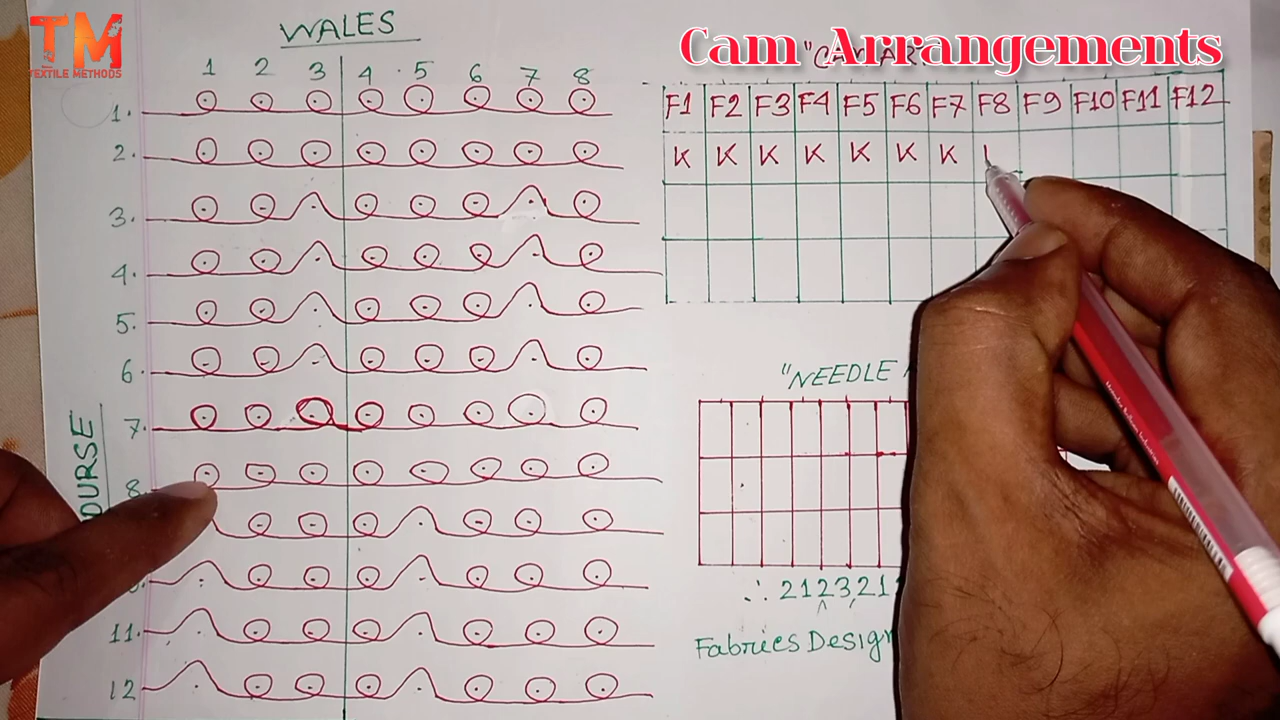 TM
TEXTILE METHODS
Cam Arrangements
WALES
1 2 3 4 5 6 7 8
1.
2.
3.
4.
5.
6.
7.
8.
11.
12
F1 F2 F3 F4 F5 F6 F7 F8 F9 F10 F11 F12
K K K K K K K
"NEEDLE
∴ 212321
Fabrics Design